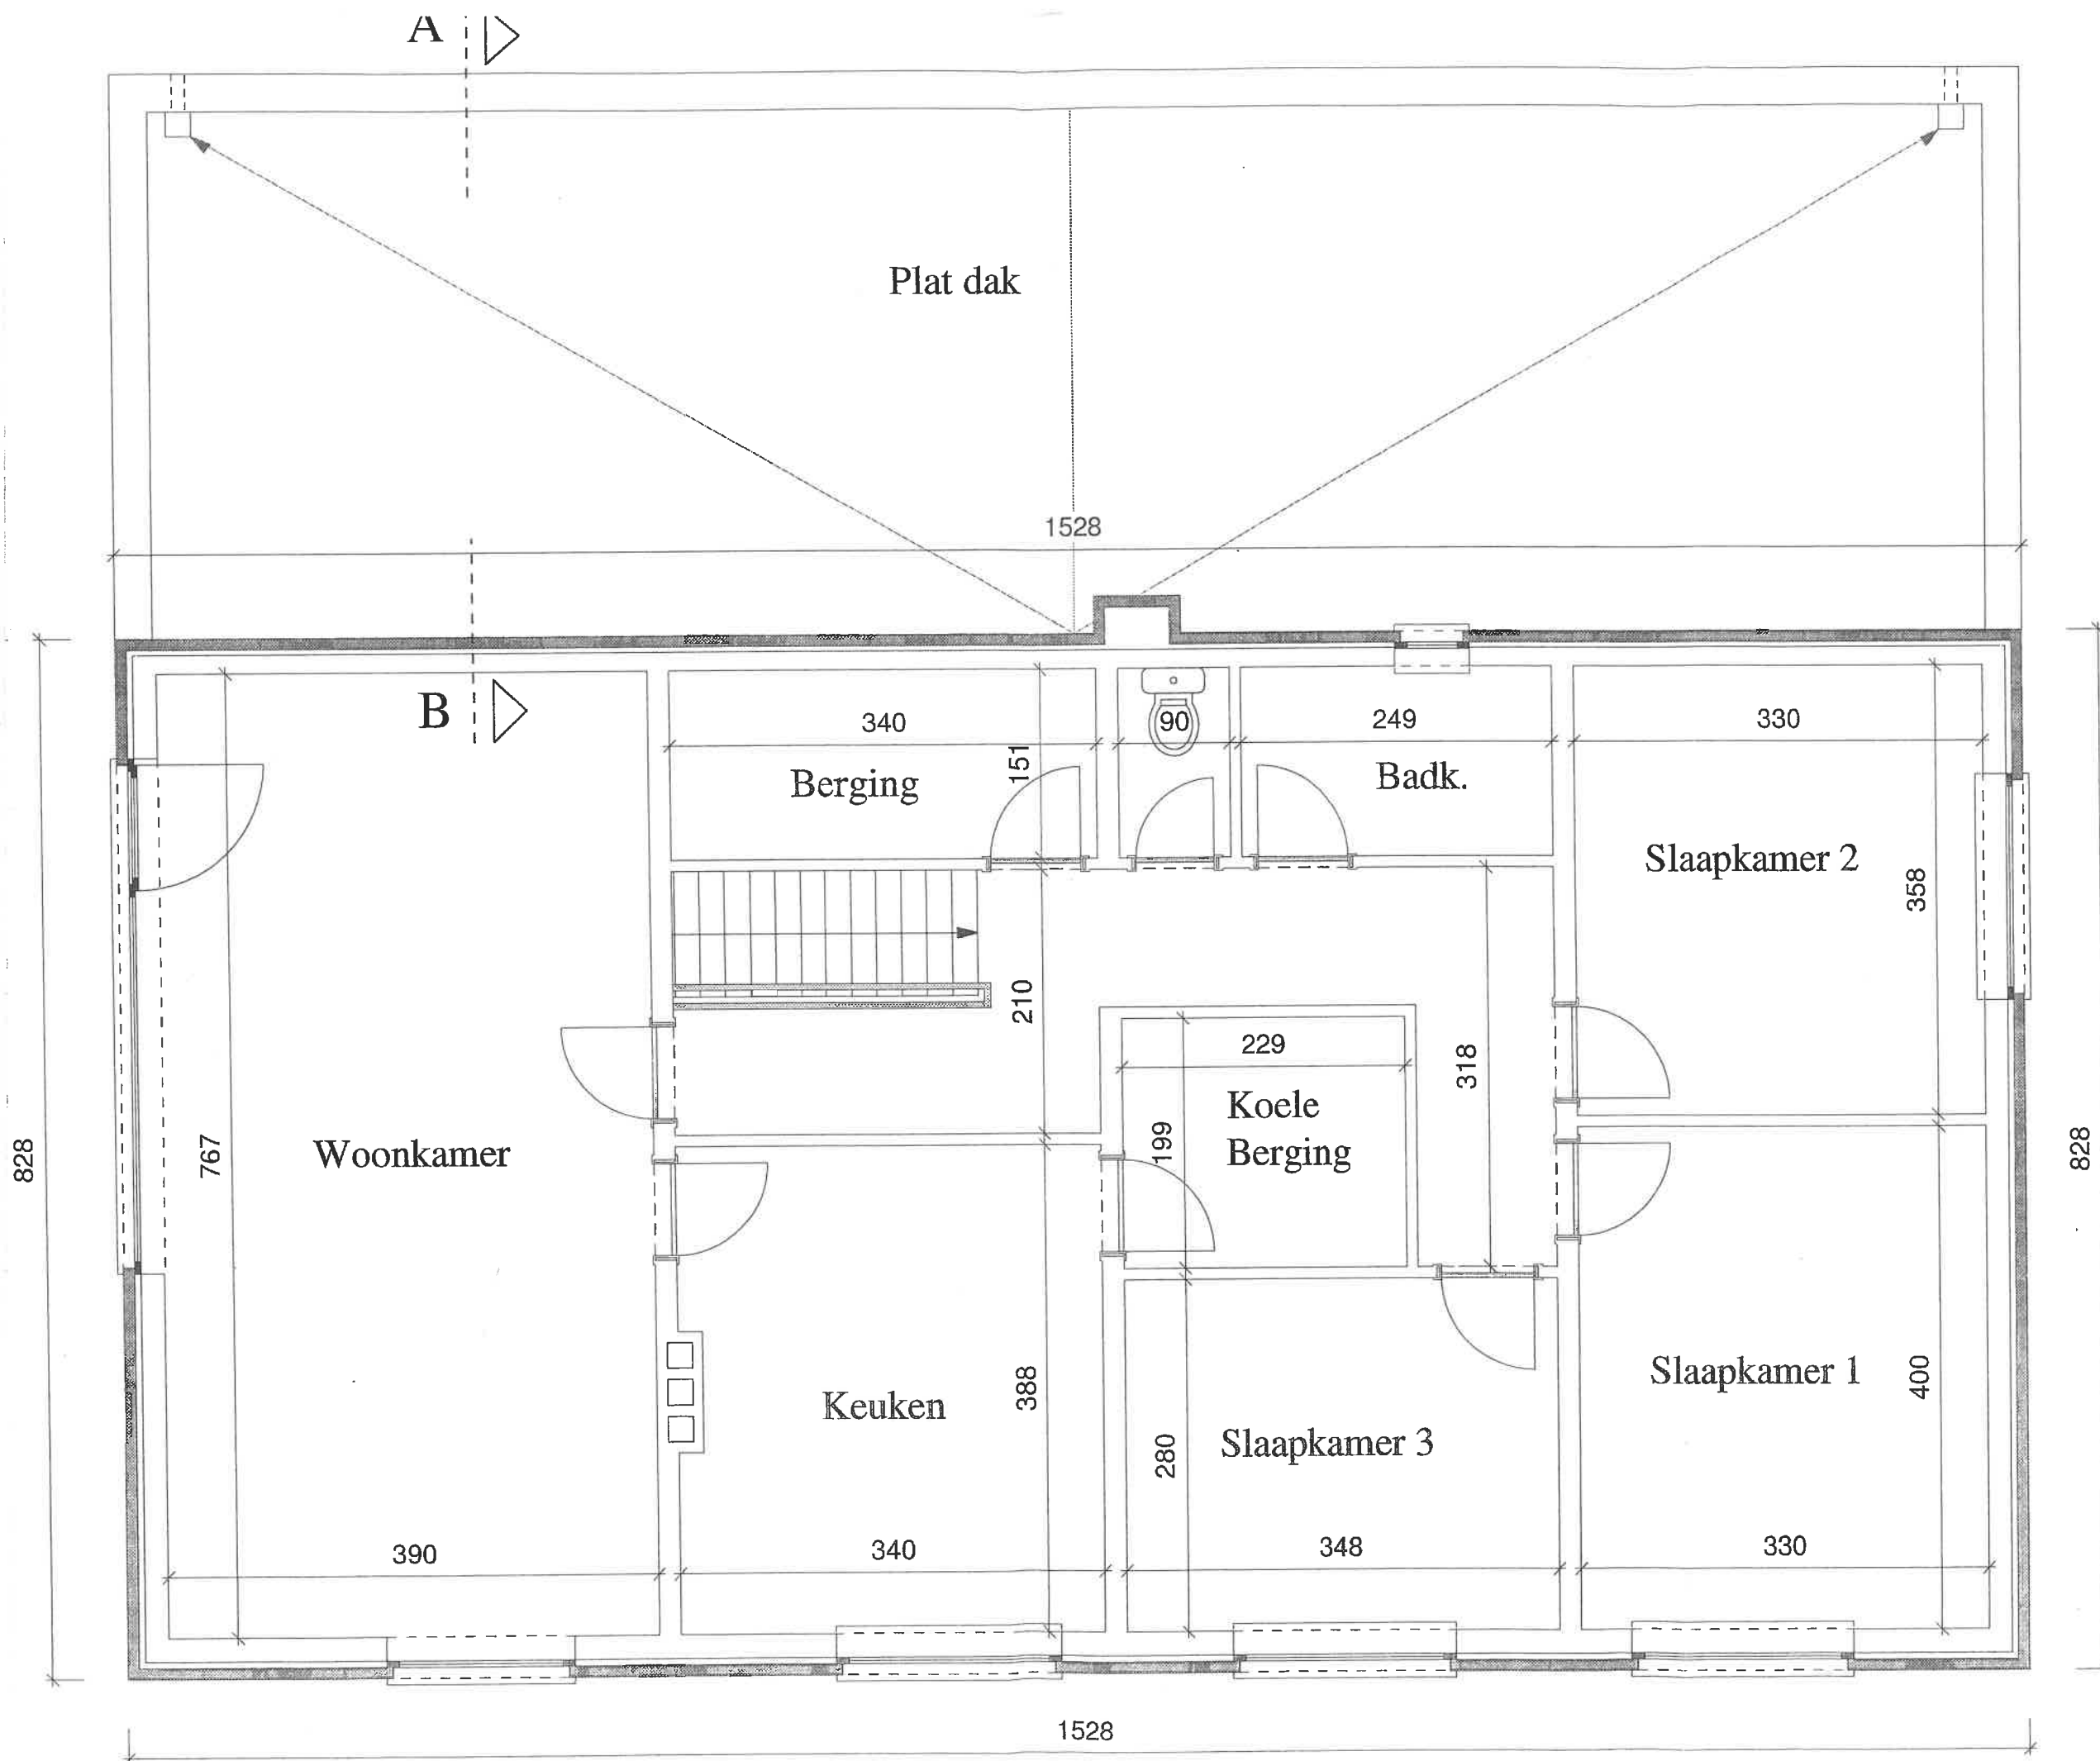 A
Plat dak
1528
B
340
90
249
330
151
Berging
Badk.
Slaapkamer 2
358
210
229
318
Koele
Berging
199
828
767
Woonkamer
828
Slaapkamer 1
400
Keuken
388
Slaapkamer 3
280
390
340
348
330
1528